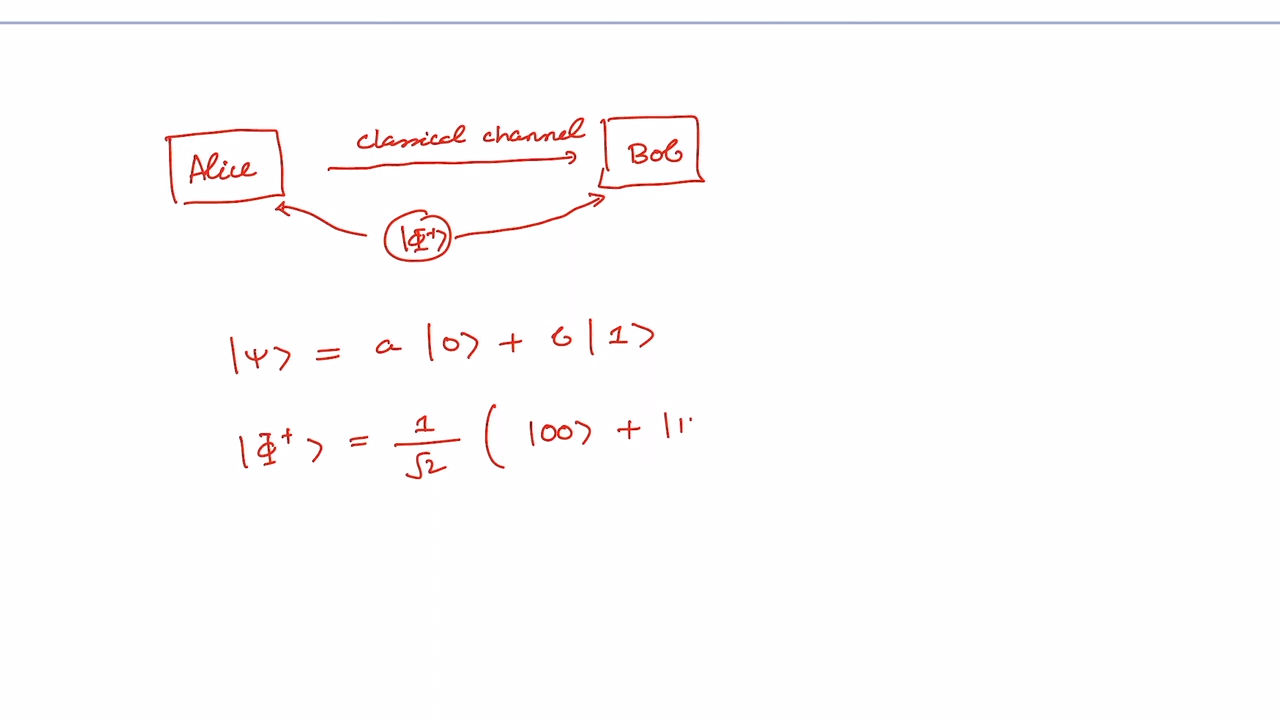 classical channel
Alice
Bob
|Φ⁺⟩
|ψ⟩ = a |0⟩ + b |1⟩
|Φ⁺⟩ = 1/√2 ( |00⟩ + |1